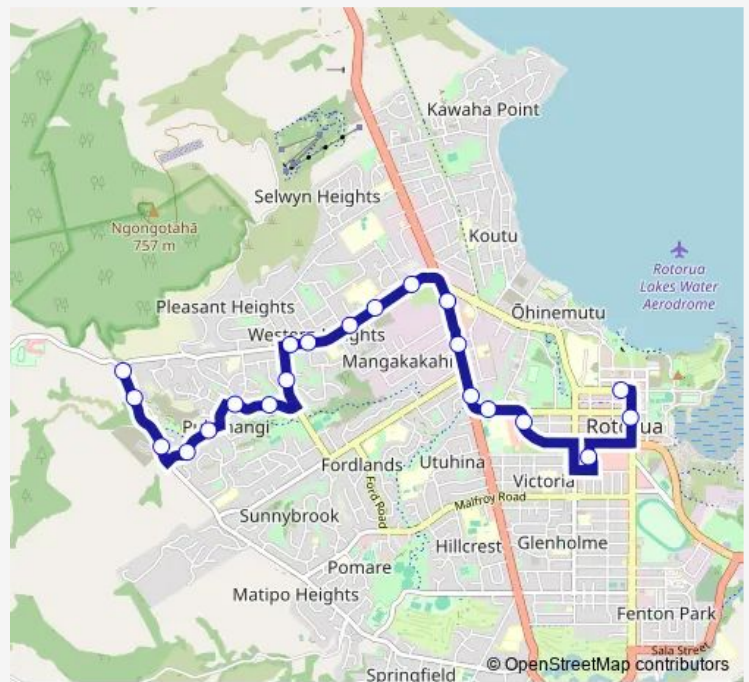 Kawaha Point
Selwyn Heights
Ngongotahā
757 m
Koutu
Rotorua
Lakes Water
Aerodrome
Pleasant Heights
Ōhinemutu
Mangakakahi
Rotorua
Fordlands
Utuhina
Victoria
Ford Road
Malfroy Road
Sunnybrook
Hillcrest
Glenholme
Pomare
Matipo Heights
Fenton Park
Sala Street
Springfield
© OpenStreetMap contributors